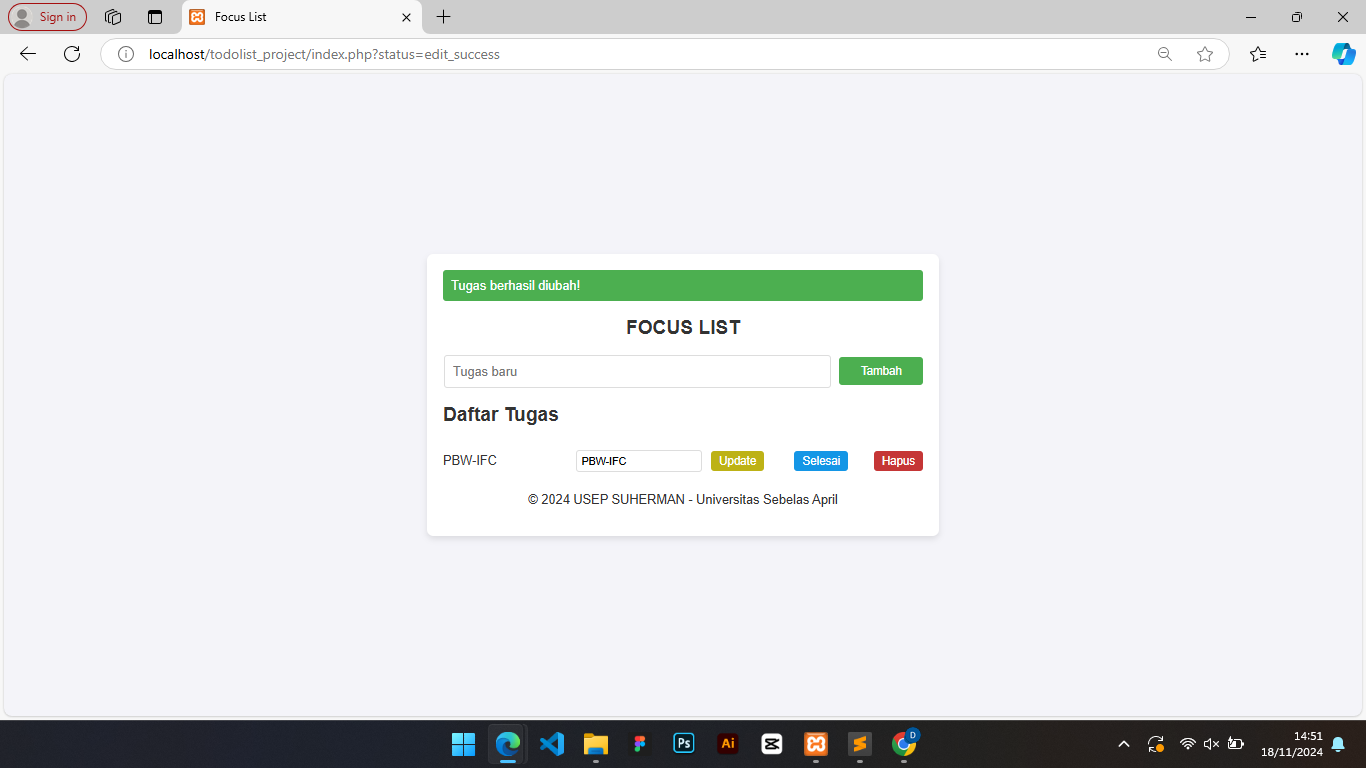 Sign in
Focus List
localhost/todolist_project/index.php?status=edit_success
Tugas berhasil diubah!
FOCUS LIST
Tugas baru
Tambah
Daftar Tugas
PBW-IFC
PBW-IFC
Update
Selesai
Hapus
© 2024 USEP SUHERMAN - Universitas Sebelas April
Ps
Ai
D
14:51
18/11/2024